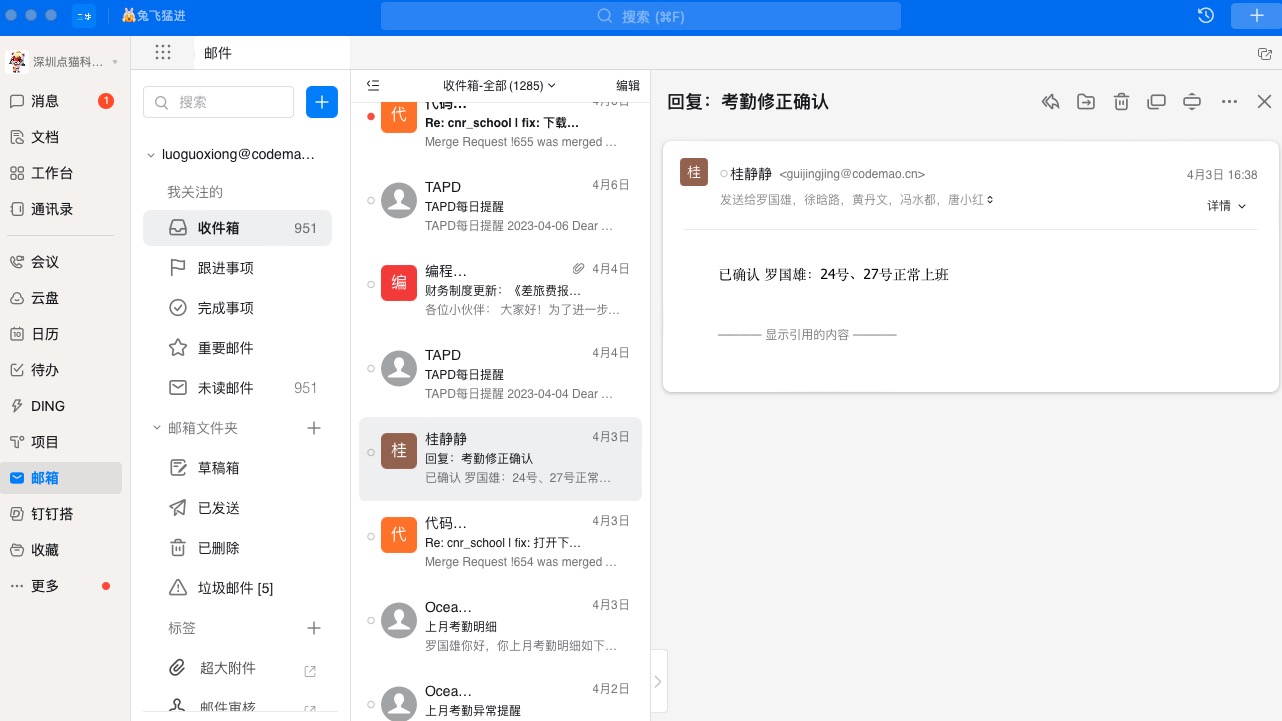 兔飞猛进
搜索 (⌘F)
深圳点猫科...
消息
1
文档
工作台
通讯录
会议
云盘
日历
待办
DING
项目
邮箱
钉钉搭
收藏
更多
邮件
搜索
luoguoxiong@codema...
我关注的
收件箱 951
跟进事项
完成事项
重要邮件
未读邮件 951
邮箱文件夹
草稿箱
已发送
已删除
垃圾邮件 [5]
标签
超大附件
邮件审核
收件箱-全部 (1285)
编辑
代
代码...
Re: cnr_school | fix: 下载...
Merge Request !655 was merged ...
TAPD 4月6日
TAPD每日提醒
TAPD每日提醒 2023-04-06 Dear ...
编
编程... 4月4日
财务制度更新：《差旅费报...
各位小伙伴： 大家好！为了进一步...
TAPD 4月4日
TAPD每日提醒
TAPD每日提醒 2023-04-04 Dear ...
桂
桂静静 4月3日
回复：考勤修正确认
已确认 罗国雄：24号、27号正常...
代
代码... 4月3日
Re: cnr_school | fix: 打开下...
Merge Request !654 was merged ...
Ocea... 4月3日
上月考勤明细
罗国雄你好，你上月考勤明细如下...
Ocea... 4月2日
上月考勤异常提醒
回复：考勤修正确认
桂
桂静静 <guijingjing@codemao.cn> 4月3日 16:38
发送给罗国雄，徐晗路，黄丹文，冯水都，唐小红
详情
已确认 罗国雄：24号、27号正常上班
——— 显示引用的内容 ———